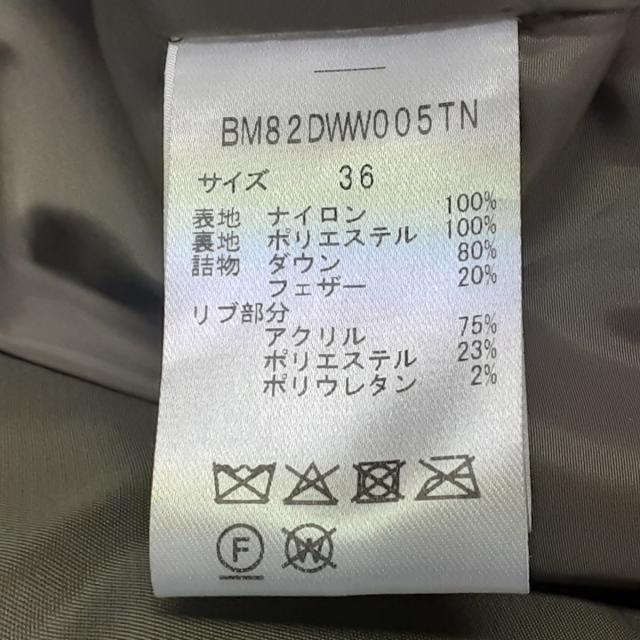 BM82DWW005TN
サイズ 36
表地 ナイロン 100%
裏地 ポリエステル 100%
詰物 ダウン 80%
フェザー 20%
リブ部分
アクリル 75%
ポリエステル 23%
ポリウレタン 2%
F W